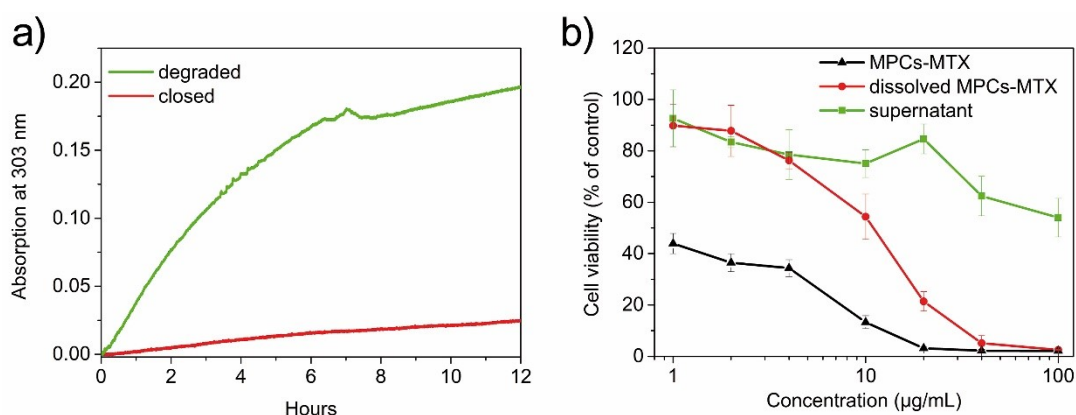 a)
degraded
closed
Absorption at 303 nm
0.20
0.15
0.10
0.05
0.00
0 2 4 6 8 10 12
Hours
b)
MPCs-MTX
dissolved MPCs-MTX
supernatant
Cell viability (% of control)
120
100
80
60
40
20
0
1 10 100
Concentration (µg/mL)